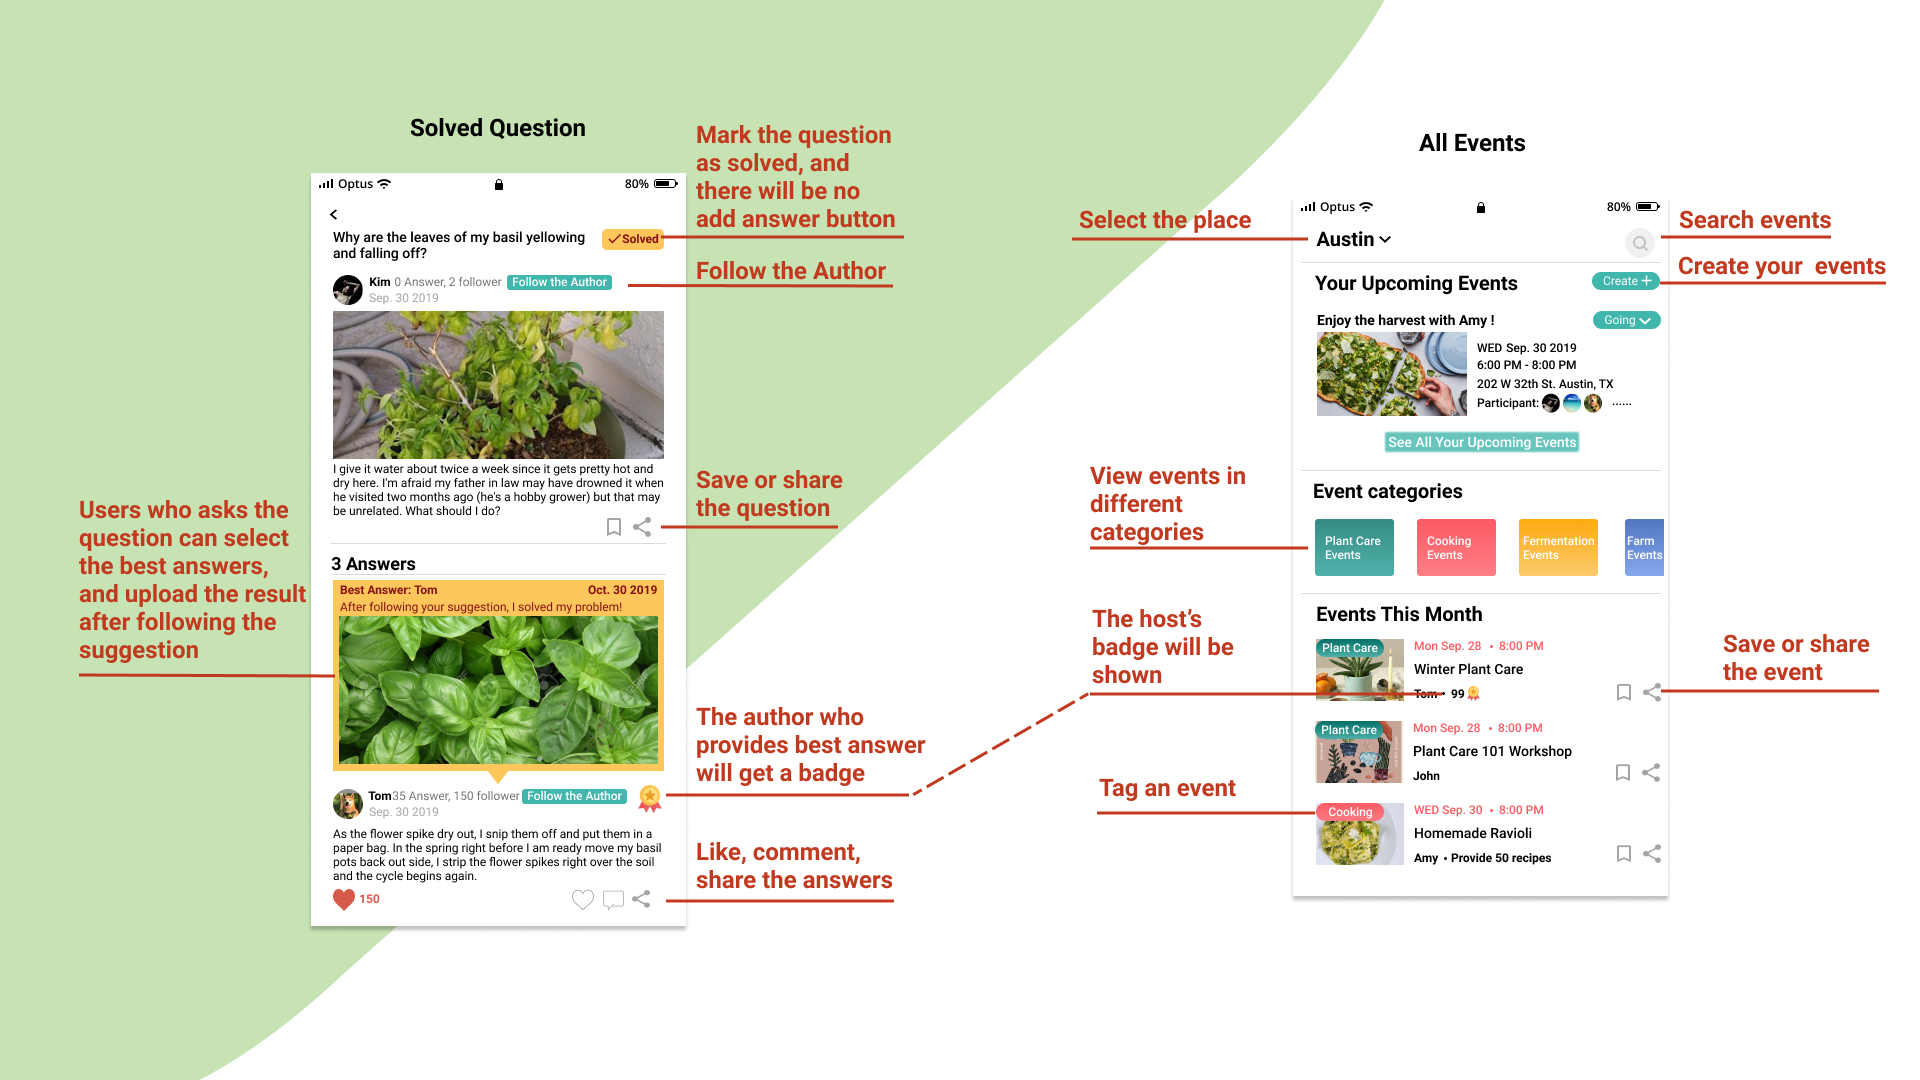 Solved Question
Mark the question
as solved, and
there will be no
add answer button
Optus
80%
Why are the leaves of my basil yellowing
and falling off?
Solved
Kim 0 Answer, 2 follower Follow the Author
Sep. 30 2019
Follow the Author
I give it water about twice a week since it gets pretty hot and
dry here. I'm afraid my father in law may have drowned it when
he visited two months ago (he's a hobby grower) but that may
be unrelated. What should I do?
Save or share
the question
Users who asks the
question can select
the best answers,
and upload the result
after following the
suggestion
3 Answers
Best Answer: Tom Oct. 30 2019
After following your suggestion, I solved my problem!
Tom35 Answer, 150 follower Follow the Author
Sep. 30 2019
The author who
provides best answer
will get a badge
As the flower spike dry out, I snip them off and put them in a
paper bag. In the spring right before I am ready move my basil
pots back out side, I strip the flower spikes right over the soil
and the cycle begins again.
150
Like, comment,
share the answers
All Events
Optus
80%
Select the place
Austin
Search events
Create your events
Your Upcoming Events
Create
Enjoy the harvest with Amy !
Going
WED Sep. 30 2019
6:00 PM - 8:00 PM
202 W 32th St. Austin, TX
Participant: ......
See All Your Upcoming Events
View events in
different
categories
Event categories
Plant Care
Events
Cooking
Events
Fermentation
Events
Farm
Events
Events This Month
The host's
badge will be
shown
Plant Care
Mon Sep. 28 • 8:00 PM
Winter Plant Care
Tom • 99
Save or share
the event
Plant Care
Mon Sep. 28 • 8:00 PM
Plant Care 101 Workshop
John
Tag an event
Cooking
WED Sep. 30 • 8:00 PM
Homemade Ravioli
Amy • Provide 50 recipes